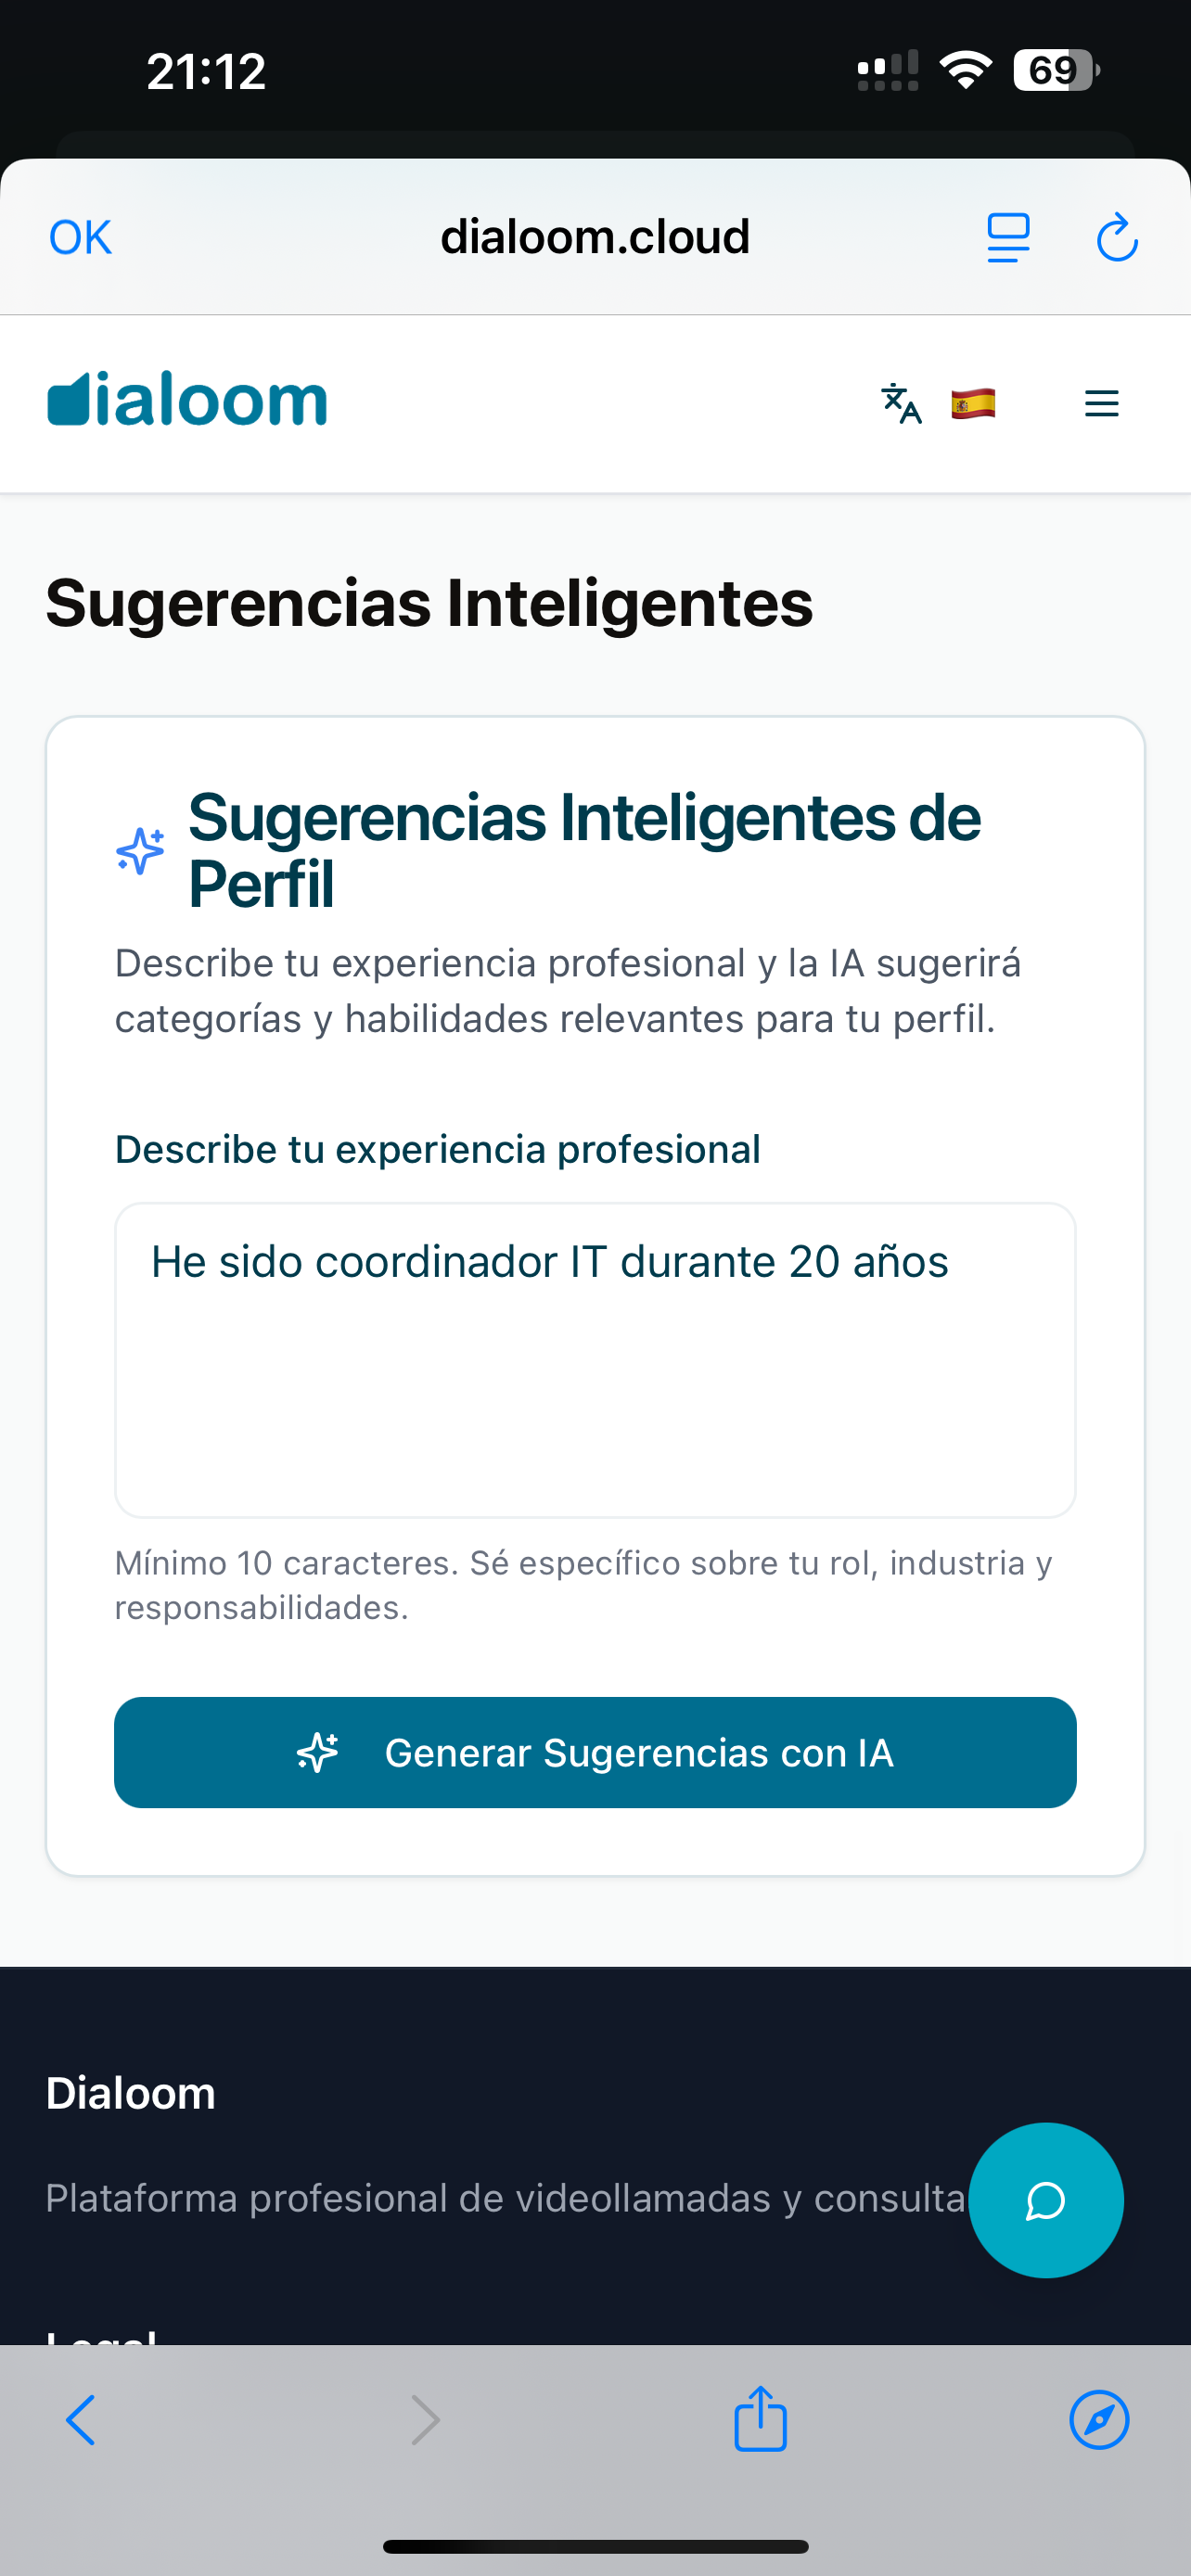 21:12
69
OK
dialoom.cloud
dialoom
Sugerencias Inteligentes
Sugerencias Inteligentes de
Perfil
Describe tu experiencia profesional y la IA sugerirá
categorías y habilidades relevantes para tu perfil.
Describe tu experiencia profesional
He sido coordinador IT durante 20 años
Mínimo 10 caracteres. Sé específico sobre tu rol, industria y
responsabilidades.
Generar Sugerencias con IA
Dialoom
Plataforma profesional de videollamadas y consulta
Legal